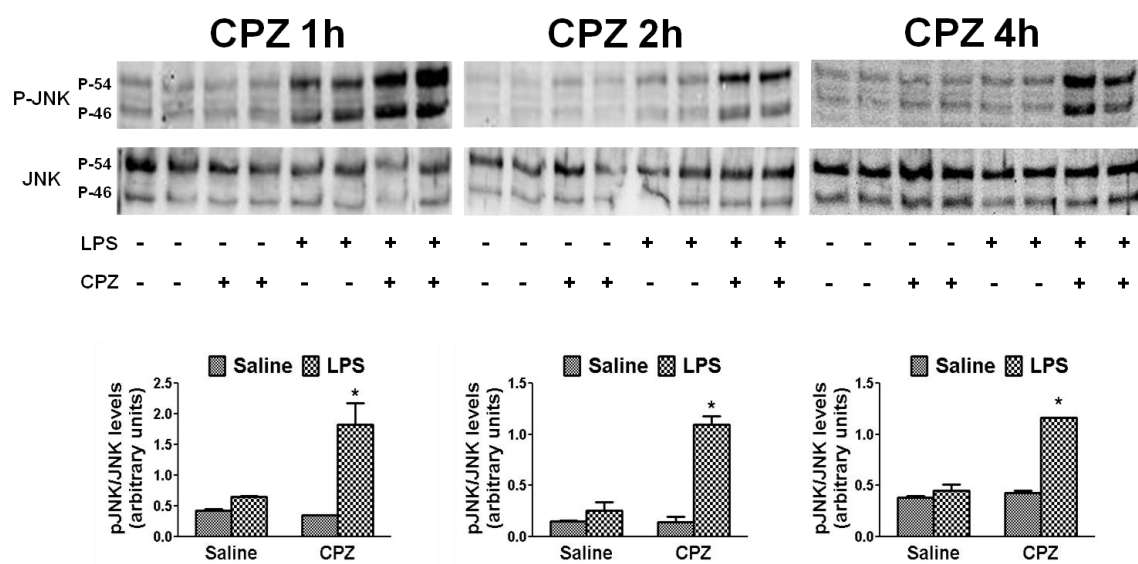 CPZ 1h CPZ 2h CPZ 4h
P-JNK P-54
P-46
JNK P-54
P-46
LPS - - - - + + + + - - - - + + + + - - - - + + + +
CPZ - - + + - - + + - - + + - - + + - - + + - - + +
Saline LPS
pJNK/JNK levels
(arbitrary units)
2.5
2.0
1.5
1.0
0.5
0.0
*
Saline CPZ
Saline LPS
pJNK/JNK levels
(arbitrary units)
1.5
1.0
0.5
0.0
*
Saline CPZ
Saline LPS
pJNK/JNK levels
(arbitrary units)
1.5
1.0
0.5
0.0
*
Saline CPZ